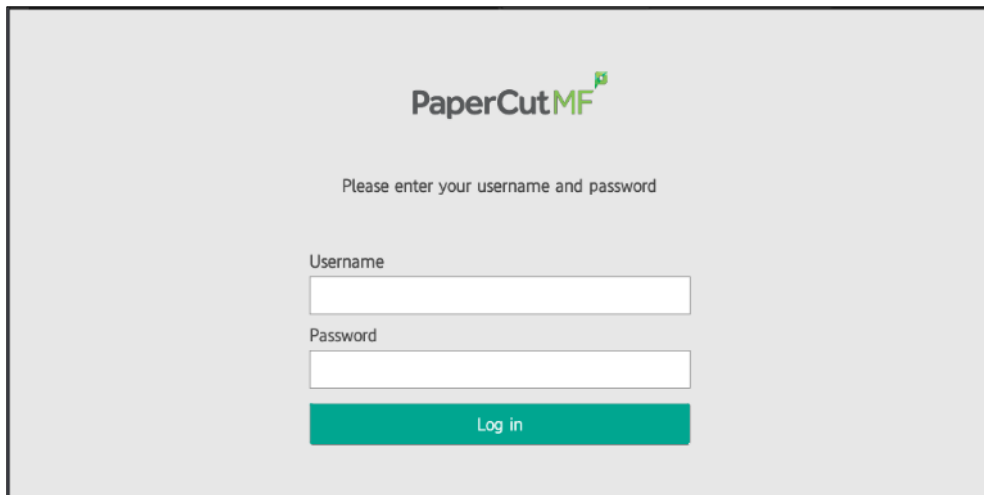 PaperCutMF
Please enter your username and password
Username
Password
Log in